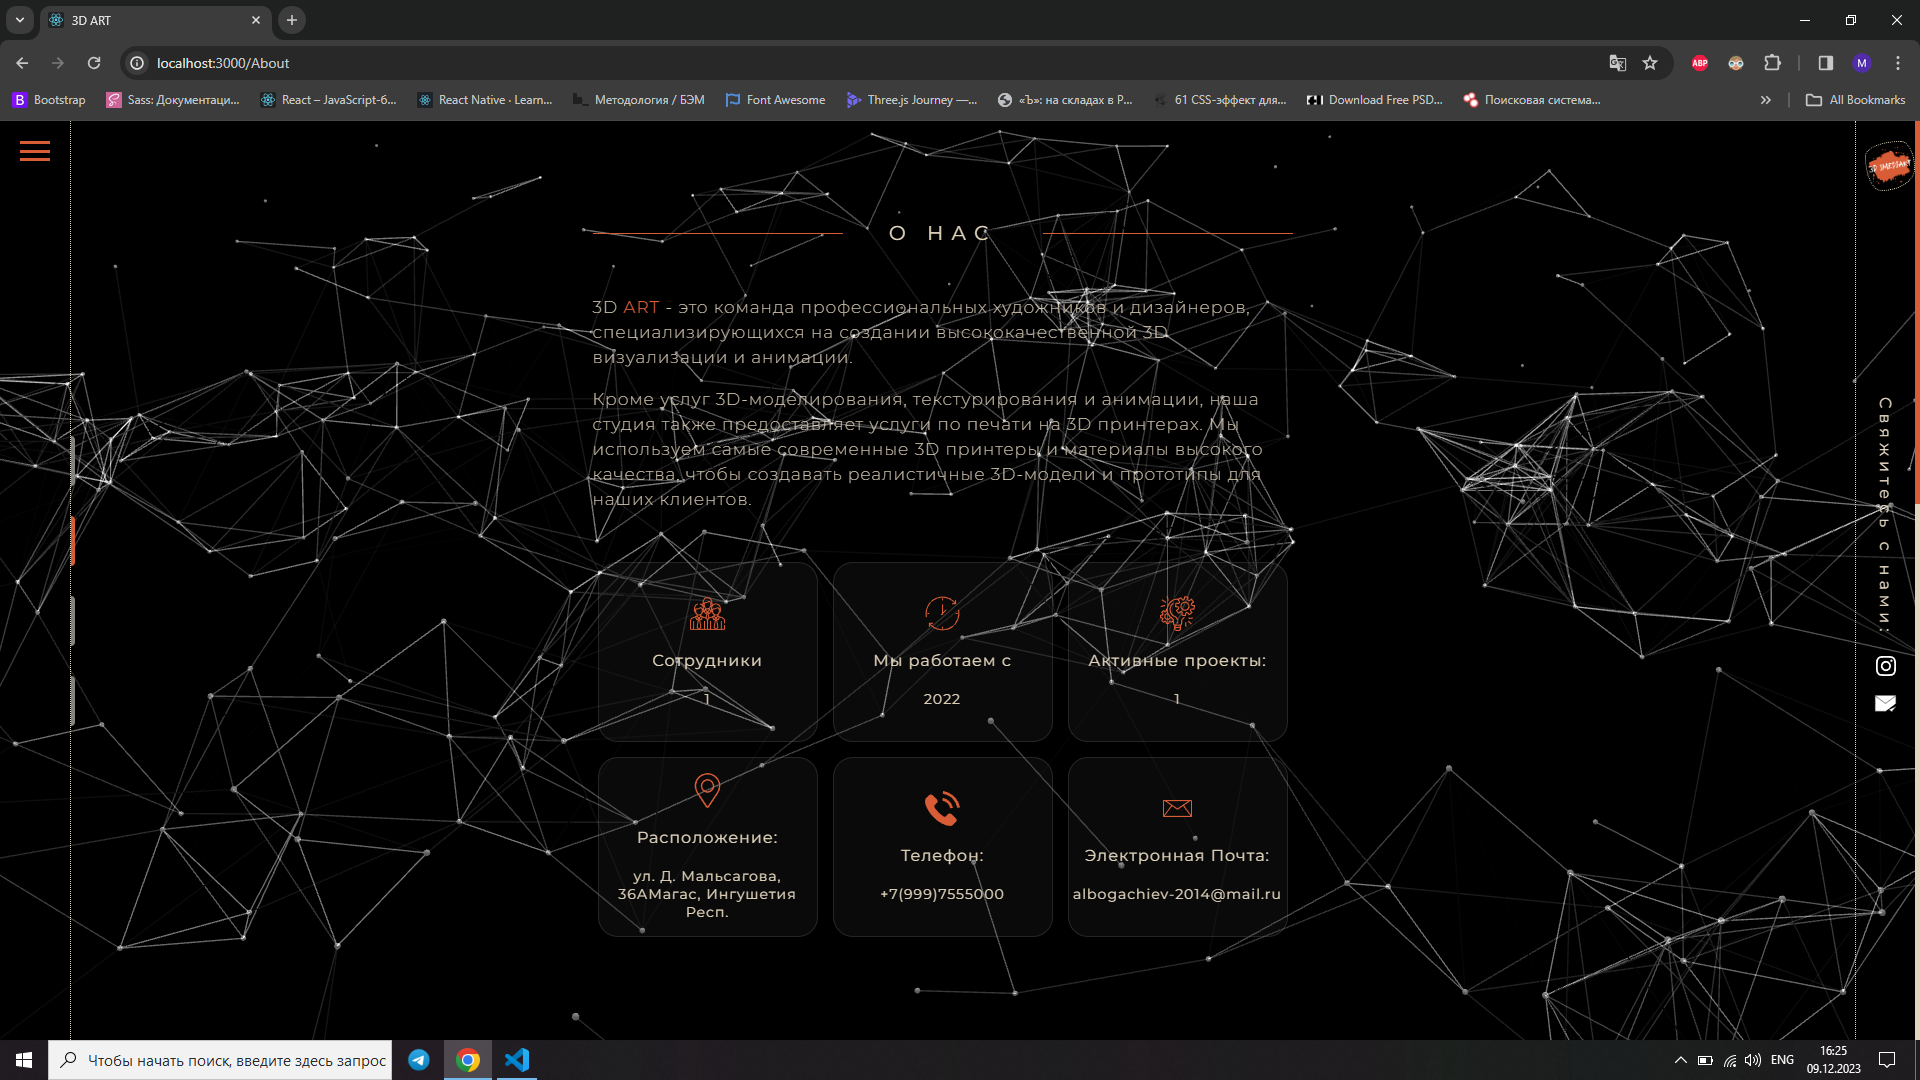 3D ART
localhost:3000/About
Bootstrap
Sass: Документаци...
React – JavaScript-б...
React Native · Learn...
Методология / БЭМ
Font Awesome
Three.js Journey —...
«Ъ»: на складах в Р...
61 CSS-эффект для...
Download Free PSD...
Поисковая система...
All Bookmarks
ABP
M
О НАС
3D ART - это команда профессиональных художников и дизайнеров,
специализирующихся на создании высококачественной 3D
визуализации и анимации.
Кроме услуг 3D-моделирования, текстурирования и анимации, наша
студия также предоставляет услуги по печати на 3D принтерах. Мы
используем самые современные 3D принтеры и материалы высокого
качества, чтобы создавать реалистичные 3D-модели и прототипы для
наших клиентов.
Сотрудники
1
Мы работаем с
2022
Активные проекты:
1
Расположение:
ул. Д. Мальсагова,
36АМагас, Ингушетия
Респ.
Телефон:
+7(999)7555000
Электронная Почта:
albogachiev-2014@mail.ru
Свяжитесь с нами:
Чтобы начать поиск, введите здесь запрос
ENG
16:25
09.12.2023